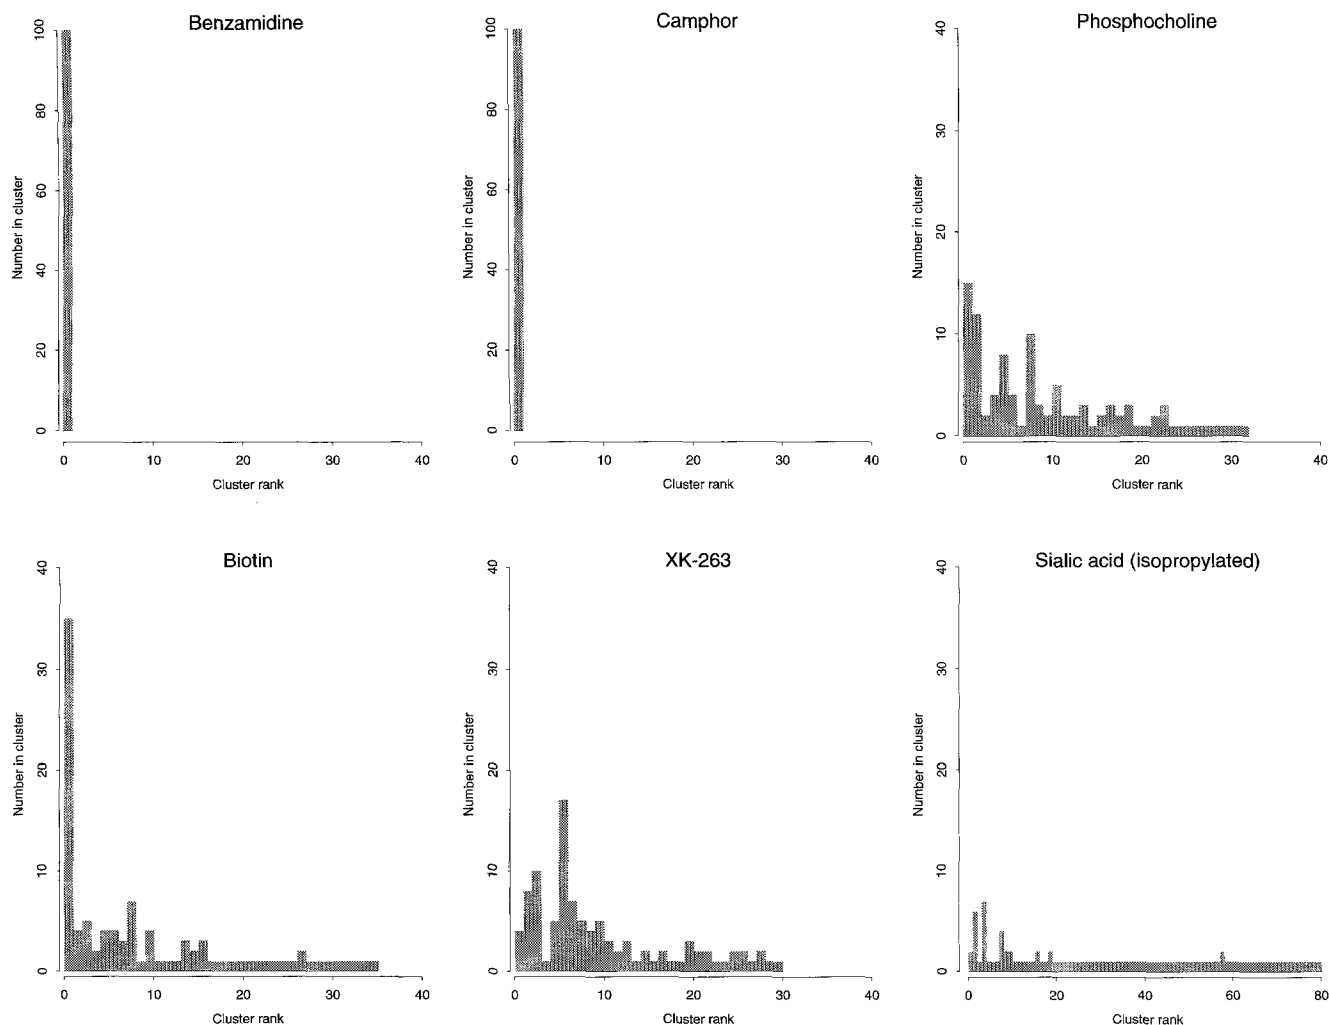 Benzamidine
Number in cluster
100
80
60
40
20
0
0 10 20 30 40
Cluster rank
Camphor
Number in cluster
100
80
60
40
20
0
0 10 20 30 40
Cluster rank
Phosphocholine
Number in cluster
40
30
20
10
0
0 10 20 30 40
Cluster rank
Biotin
Number in cluster
40
30
20
10
0
0 10 20 30 40
Cluster rank
XK-263
Number in cluster
40
30
20
10
0
0 10 20 30 40
Cluster rank
Sialic acid (isopropylated)
Number in cluster
40
30
20
10
0
0 20 40 60 80
Cluster rank